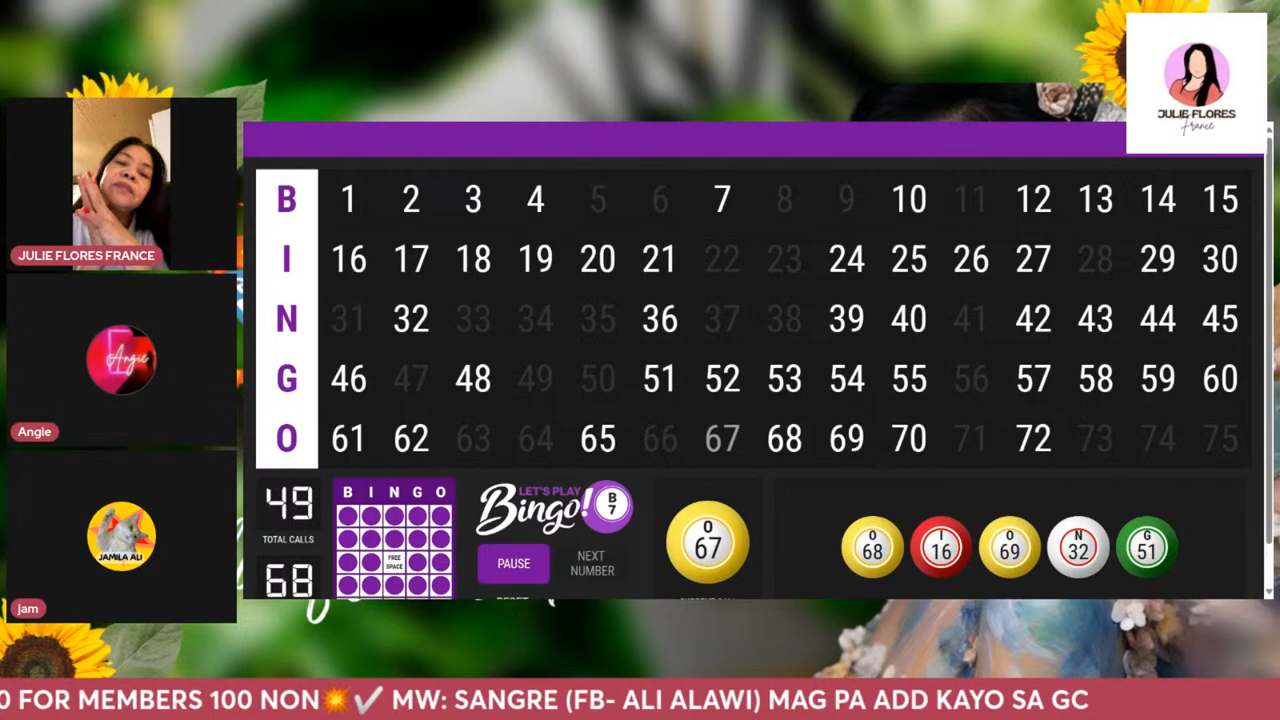 JULIE FLORES
France
JULIE FLORES FRANCE
Angie
Angie
JAMILA ALI
jam
B 1 2 3 4 5 6 7 8 9 10 11 12 13 14 15
I 16 17 18 19 20 21 22 23 24 25 26 27 28 29 30
N 31 32 33 34 35 36 37 38 39 40 41 42 43 44 45
G 46 47 48 49 50 51 52 53 54 55 56 57 58 59 60
O 61 62 63 64 65 66 67 68 69 70 71 72 73 74 75
49
TOTAL CALLS
68
B I N G O
FREE
SPACE
LET'S PLAY
Bingo!
B
7
PAUSE
NEXT
NUMBER
O
67
O
68
I
16
O
69
N
32
G
51
0 FOR MEMBERS 100 NON💥✔ MW: SANGRE (FB- ALI ALAWI) MAG PA ADD KAYO SA GC